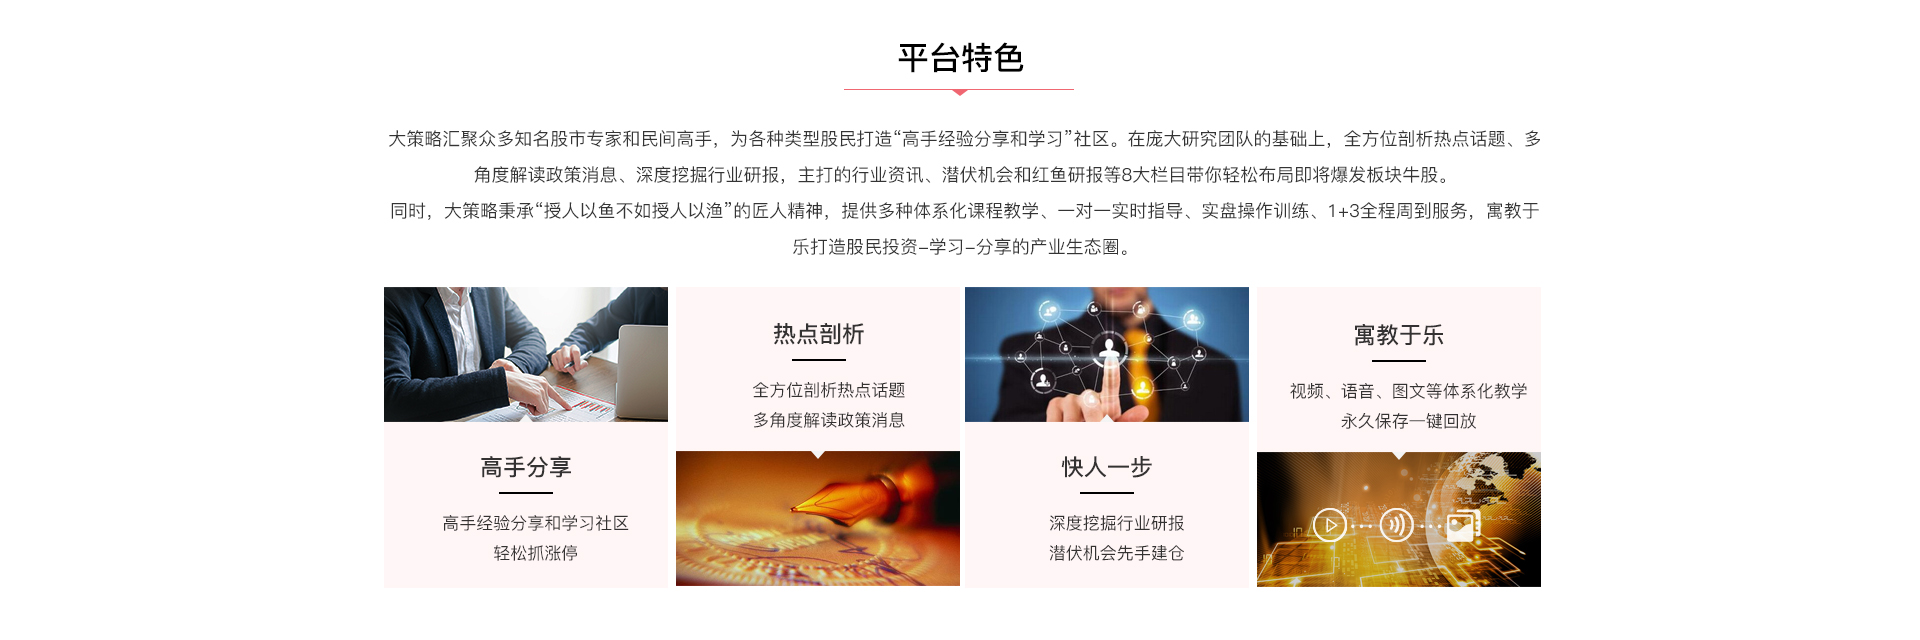 平台特色
大策略汇聚众多知名股市专家和民间高手，为各种类型股民打造“高手经验分享和学习”社区。在庞大研究团队的基础上，全方位剖析热点话题、多
角度解读政策消息、深度挖掘行业研报，主打的行业资讯、潜伏机会和红鱼研报等8大栏目带你轻松布局即将爆发板块牛股。
同时，大策略秉承“授人以鱼不如授人以渔”的匠人精神，提供多种体系化课程教学、一对一实时指导、实盘操作训练、1+3全程周到服务，寓教于
乐打造股民投资-学习-分享的产业生态圈。
高手分享
高手经验分享和学习社区
轻松抓涨停
热点剖析
全方位剖析热点话题
多角度解读政策消息
快人一步
深度挖掘行业研报
潜伏机会先手建仓
寓教于乐
视频、语音、图文等体系化教学
永久保存一键回放